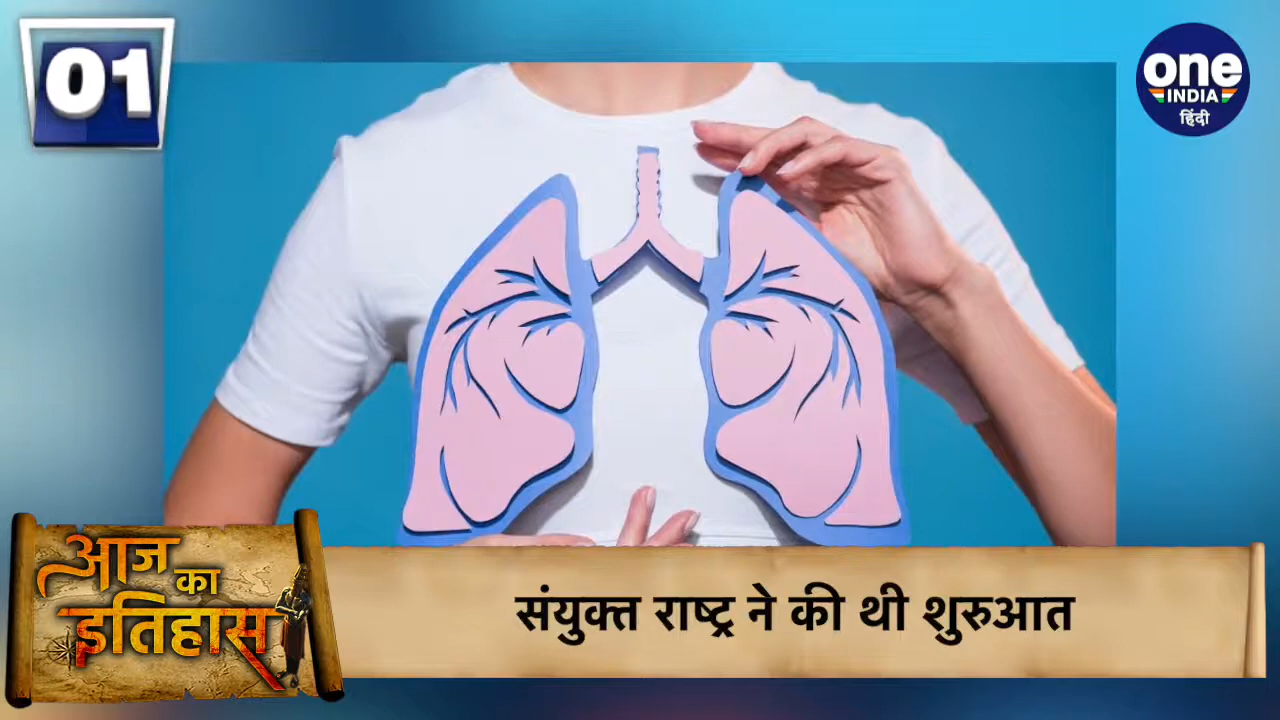 01
one
INDIA
हिंदी
आज
का
इतिहास
संयुक्त राष्ट्र ने की थी शुरुआत